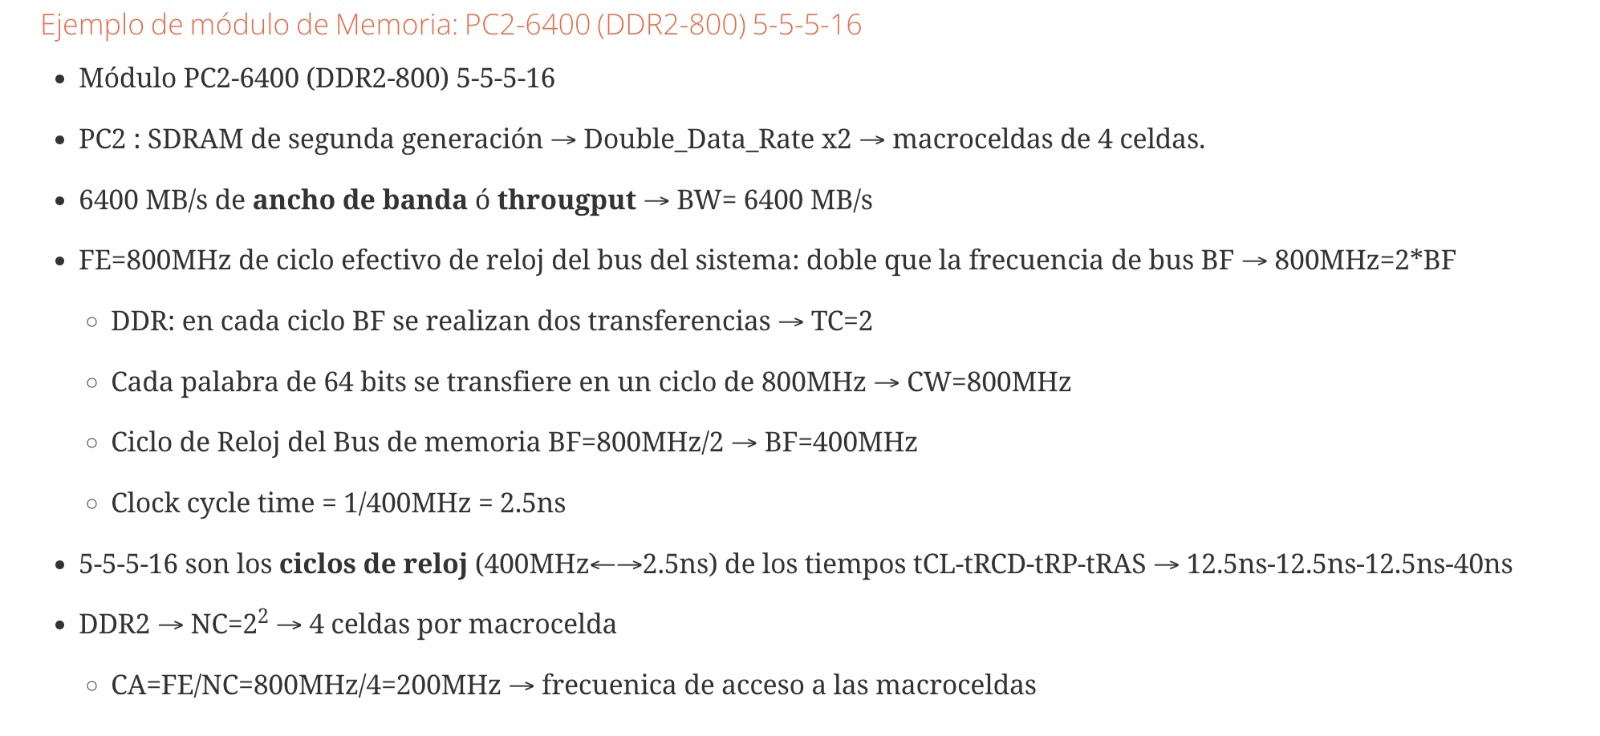 Ejemplo de módulo de Memoria: PC2-6400 (DDR2-800) 5-5-5-16
• Módulo PC2-6400 (DDR2-800) 5-5-5-16
• PC2 : SDRAM de segunda generación → Double_Data_Rate x2 → macroceldas de 4 celdas.
• 6400 MB/s de ancho de banda ó througput → BW= 6400 MB/s
• FE=800MHz de ciclo efectivo de reloj del bus del sistema: doble que la frecuencia de bus BF → 800MHz=2*BF
◦ DDR: en cada ciclo BF se realizan dos transferencias → TC=2
◦ Cada palabra de 64 bits se transfiere en un ciclo de 800MHz → CW=800MHz
◦ Ciclo de Reloj del Bus de memoria BF=800MHz/2 → BF=400MHz
◦ Clock cycle time = 1/400MHz = 2.5ns
• 5-5-5-16 son los ciclos de reloj (400MHz←→2.5ns) de los tiempos tCL-tRCD-tRP-tRAS → 12.5ns-12.5ns-12.5ns-40ns
• DDR2 → NC=2² → 4 celdas por macrocelda
◦ CA=FE/NC=800MHz/4=200MHz → frecuenica de acceso a las macroceldas